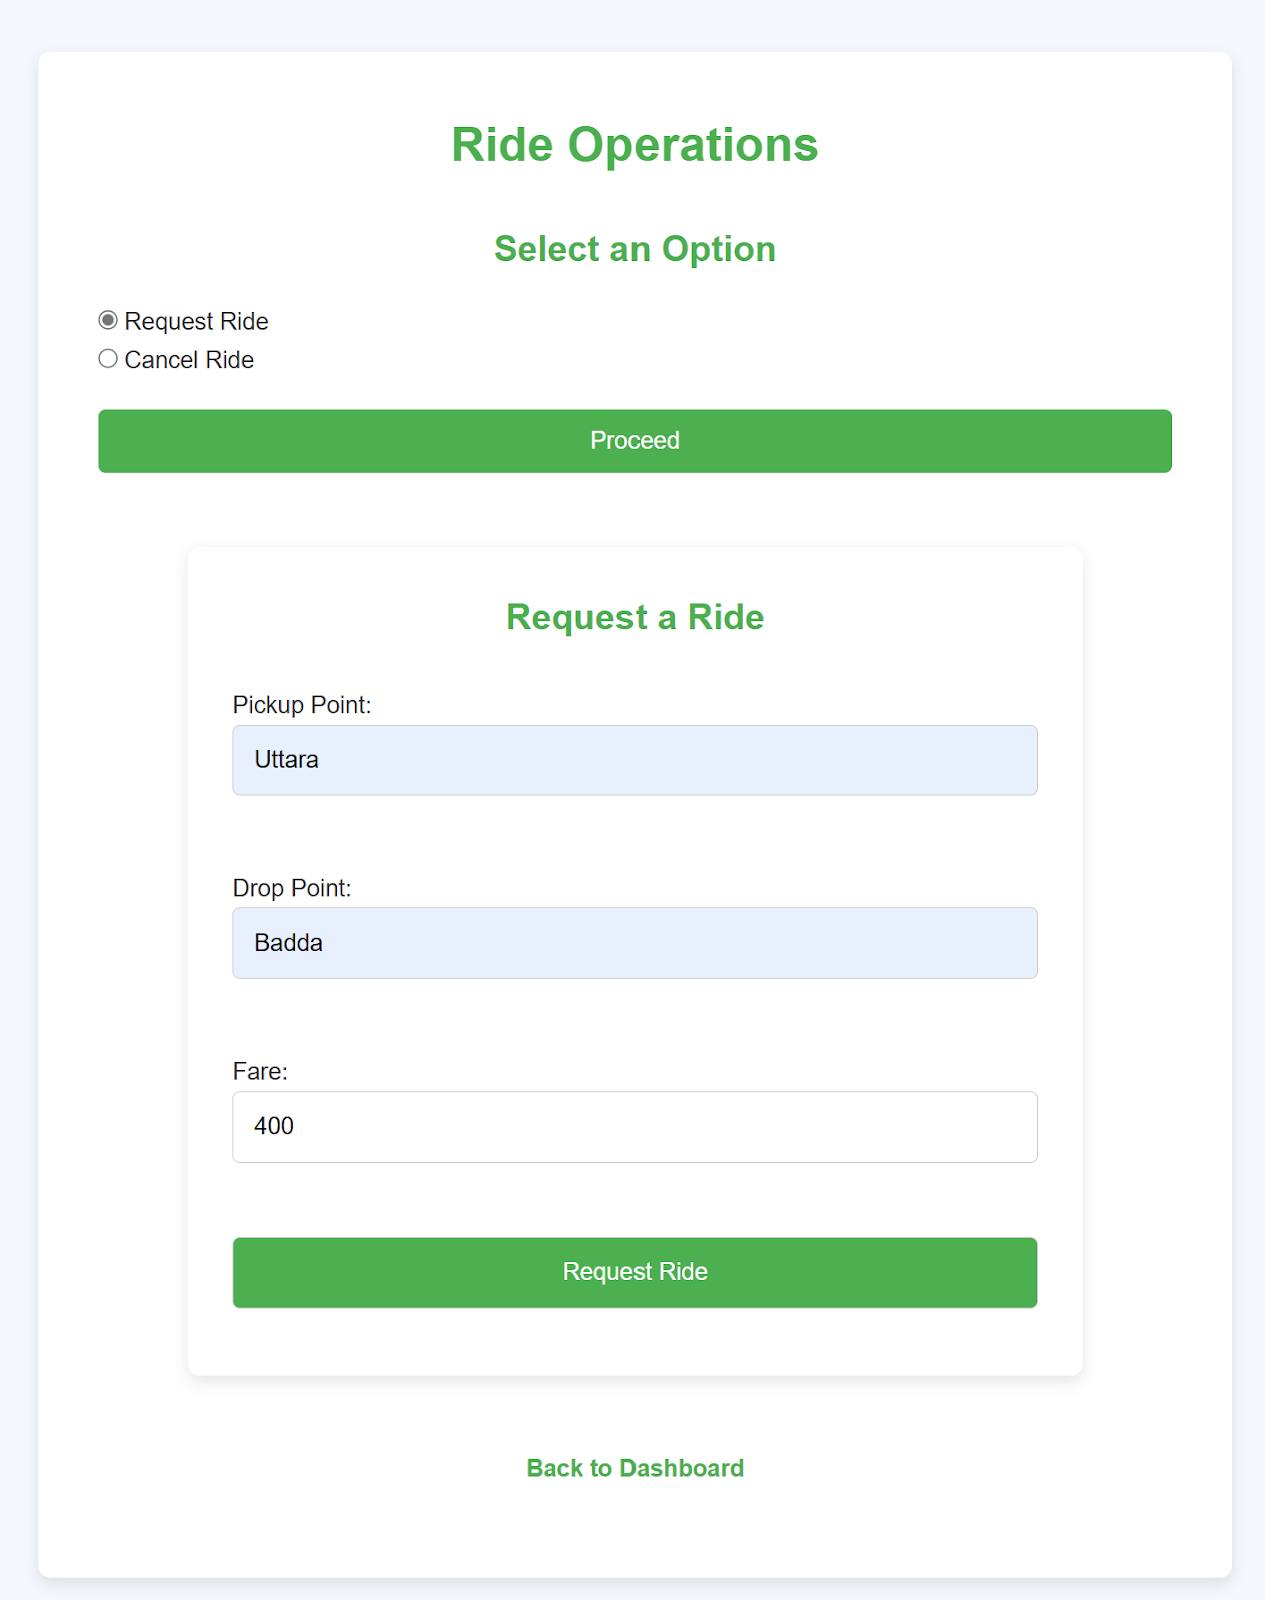 Ride Operations
Select an Option
Request Ride
Cancel Ride
Proceed
Request a Ride
Pickup Point:
Uttara
Drop Point:
Badda
Fare:
400
Request Ride
Back to Dashboard